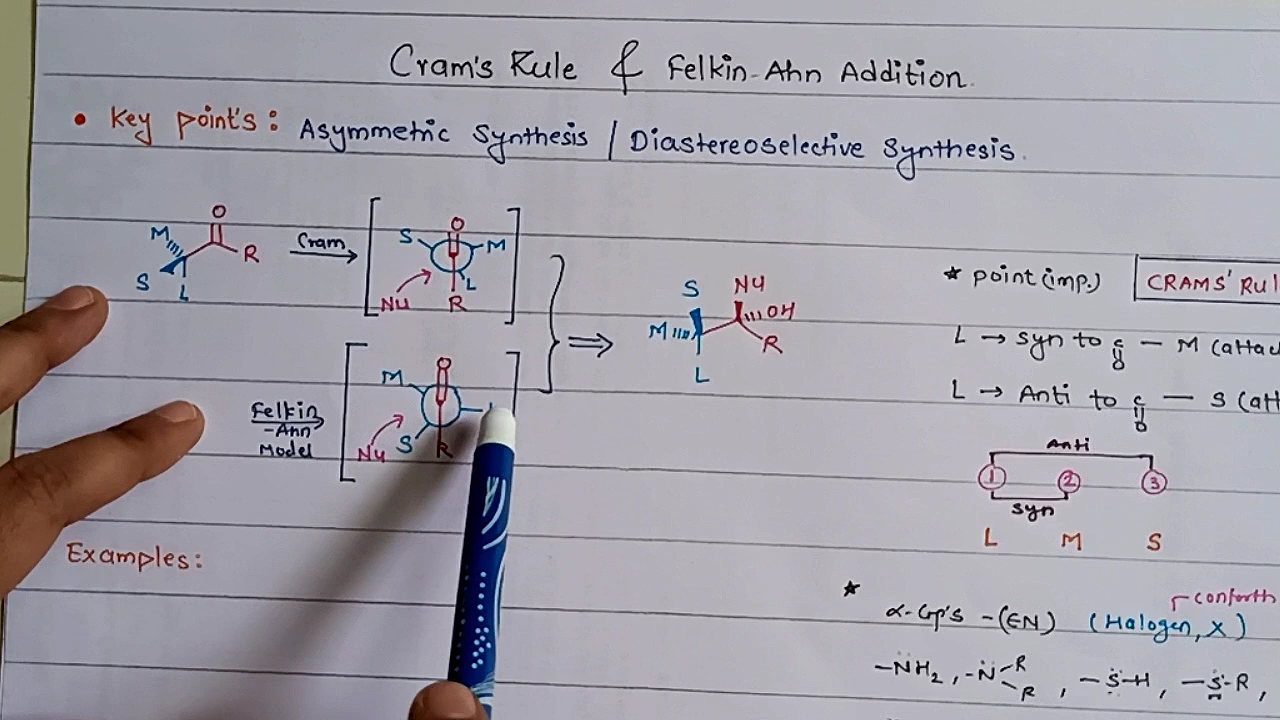 Cram's Rule & Felkin-Ahn Addition.
• Key point's: Asymmetric Synthesis / Diastereoselective Synthesis.
O
M
S
L
R
Cram
S
O
M
L
Nu
R
S
Nu
M
OH
R
L
* point (imp.)
CRAMS' RUL
L → syn to C=O — M (attac
L → Anti to C=O — S (att
Anti
1 2 3
syn
L M S
Felkin
-Ahn
Model
M
O
Nu
S
R
Examples:
* α-Gp's - (EN) (Halogen, X)
conforth
-NH2, -N-R
R
, -S-H, -S-R,